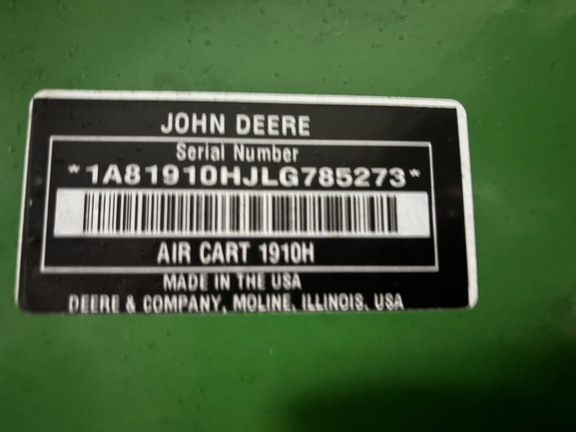 JOHN DEERE
Serial Number
*1A81910HJLG785273*
AIR CART 1910H
MADE IN THE USA
DEERE & COMPANY, MOLINE, ILLINOIS, USA